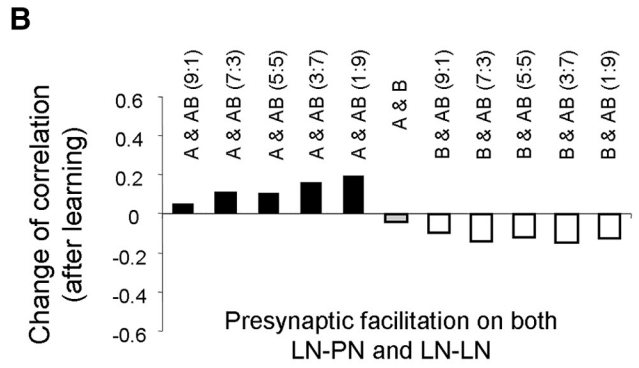 B
A & AB (9:1)
A & AB (7:3)
A & AB (5:5)
A & AB (3:7)
A & AB (1:9)
A & B
B & AB (9:1)
B & AB (7:3)
B & AB (5:5)
B & AB (3:7)
B & AB (1:9)
Change of correlation
(after learning)
0.6
0.4
0.2
0
-0.2
-0.4
-0.6
Presynaptic facilitation on both
LN-PN and LN-LN